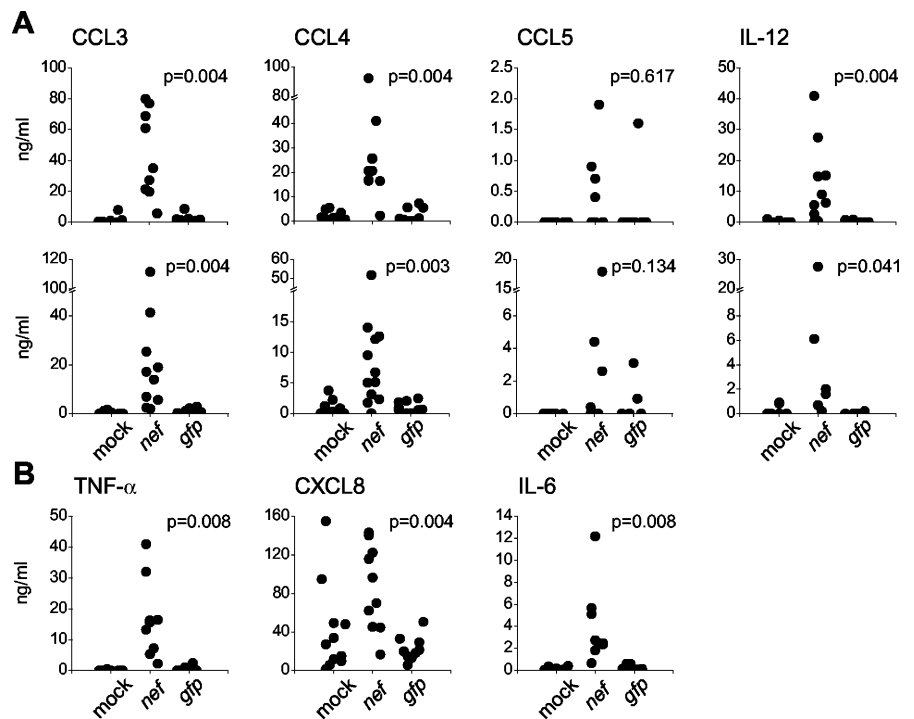 A
CCL3
CCL4
CCL5
IL-12
100
80
60
40
20
0
ng/ml
p=0.004
100
80
40
30
20
10
0
p=0.004
2.5
2.0
1.5
1.0
0.5
0.0
p=0.617
50
40
30
20
10
0
p=0.004
120
100
40
20
0
ng/ml
p=0.004
mock
nef
gfp
60
50
15
10
5
0
p=0.003
mock
nef
gfp
20
15
4
2
0
p=0.134
mock
nef
gfp
30
20
6
4
2
0
p=0.041
mock
nef
gfp
B
TNF-α
CXCL8
IL-6
50
40
30
20
10
0
ng/ml
p=0.008
mock
nef
gfp
160
120
80
40
0
p=0.004
mock
nef
gfp
14
12
10
8
6
4
2
0
p=0.008
mock
nef
gfp